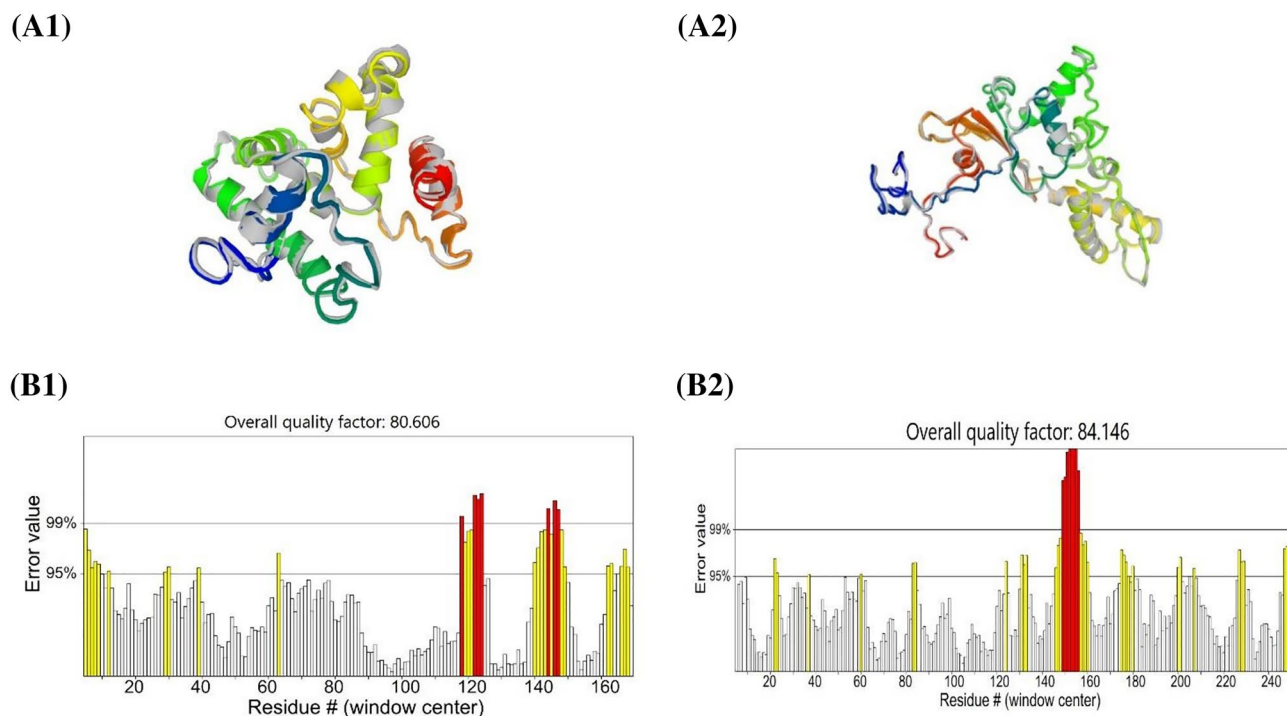 (A1)
(A2)
(B1)
(B2)
Overall quality factor: 80.606
Error value
99%
95%
20 40 60 80 100 120 140 160
Residue # (window center)
Overall quality factor: 84.146
Error value
99%
95%
20 40 60 80 100 120 140 160 180 200 220 240
Residue # (window center)